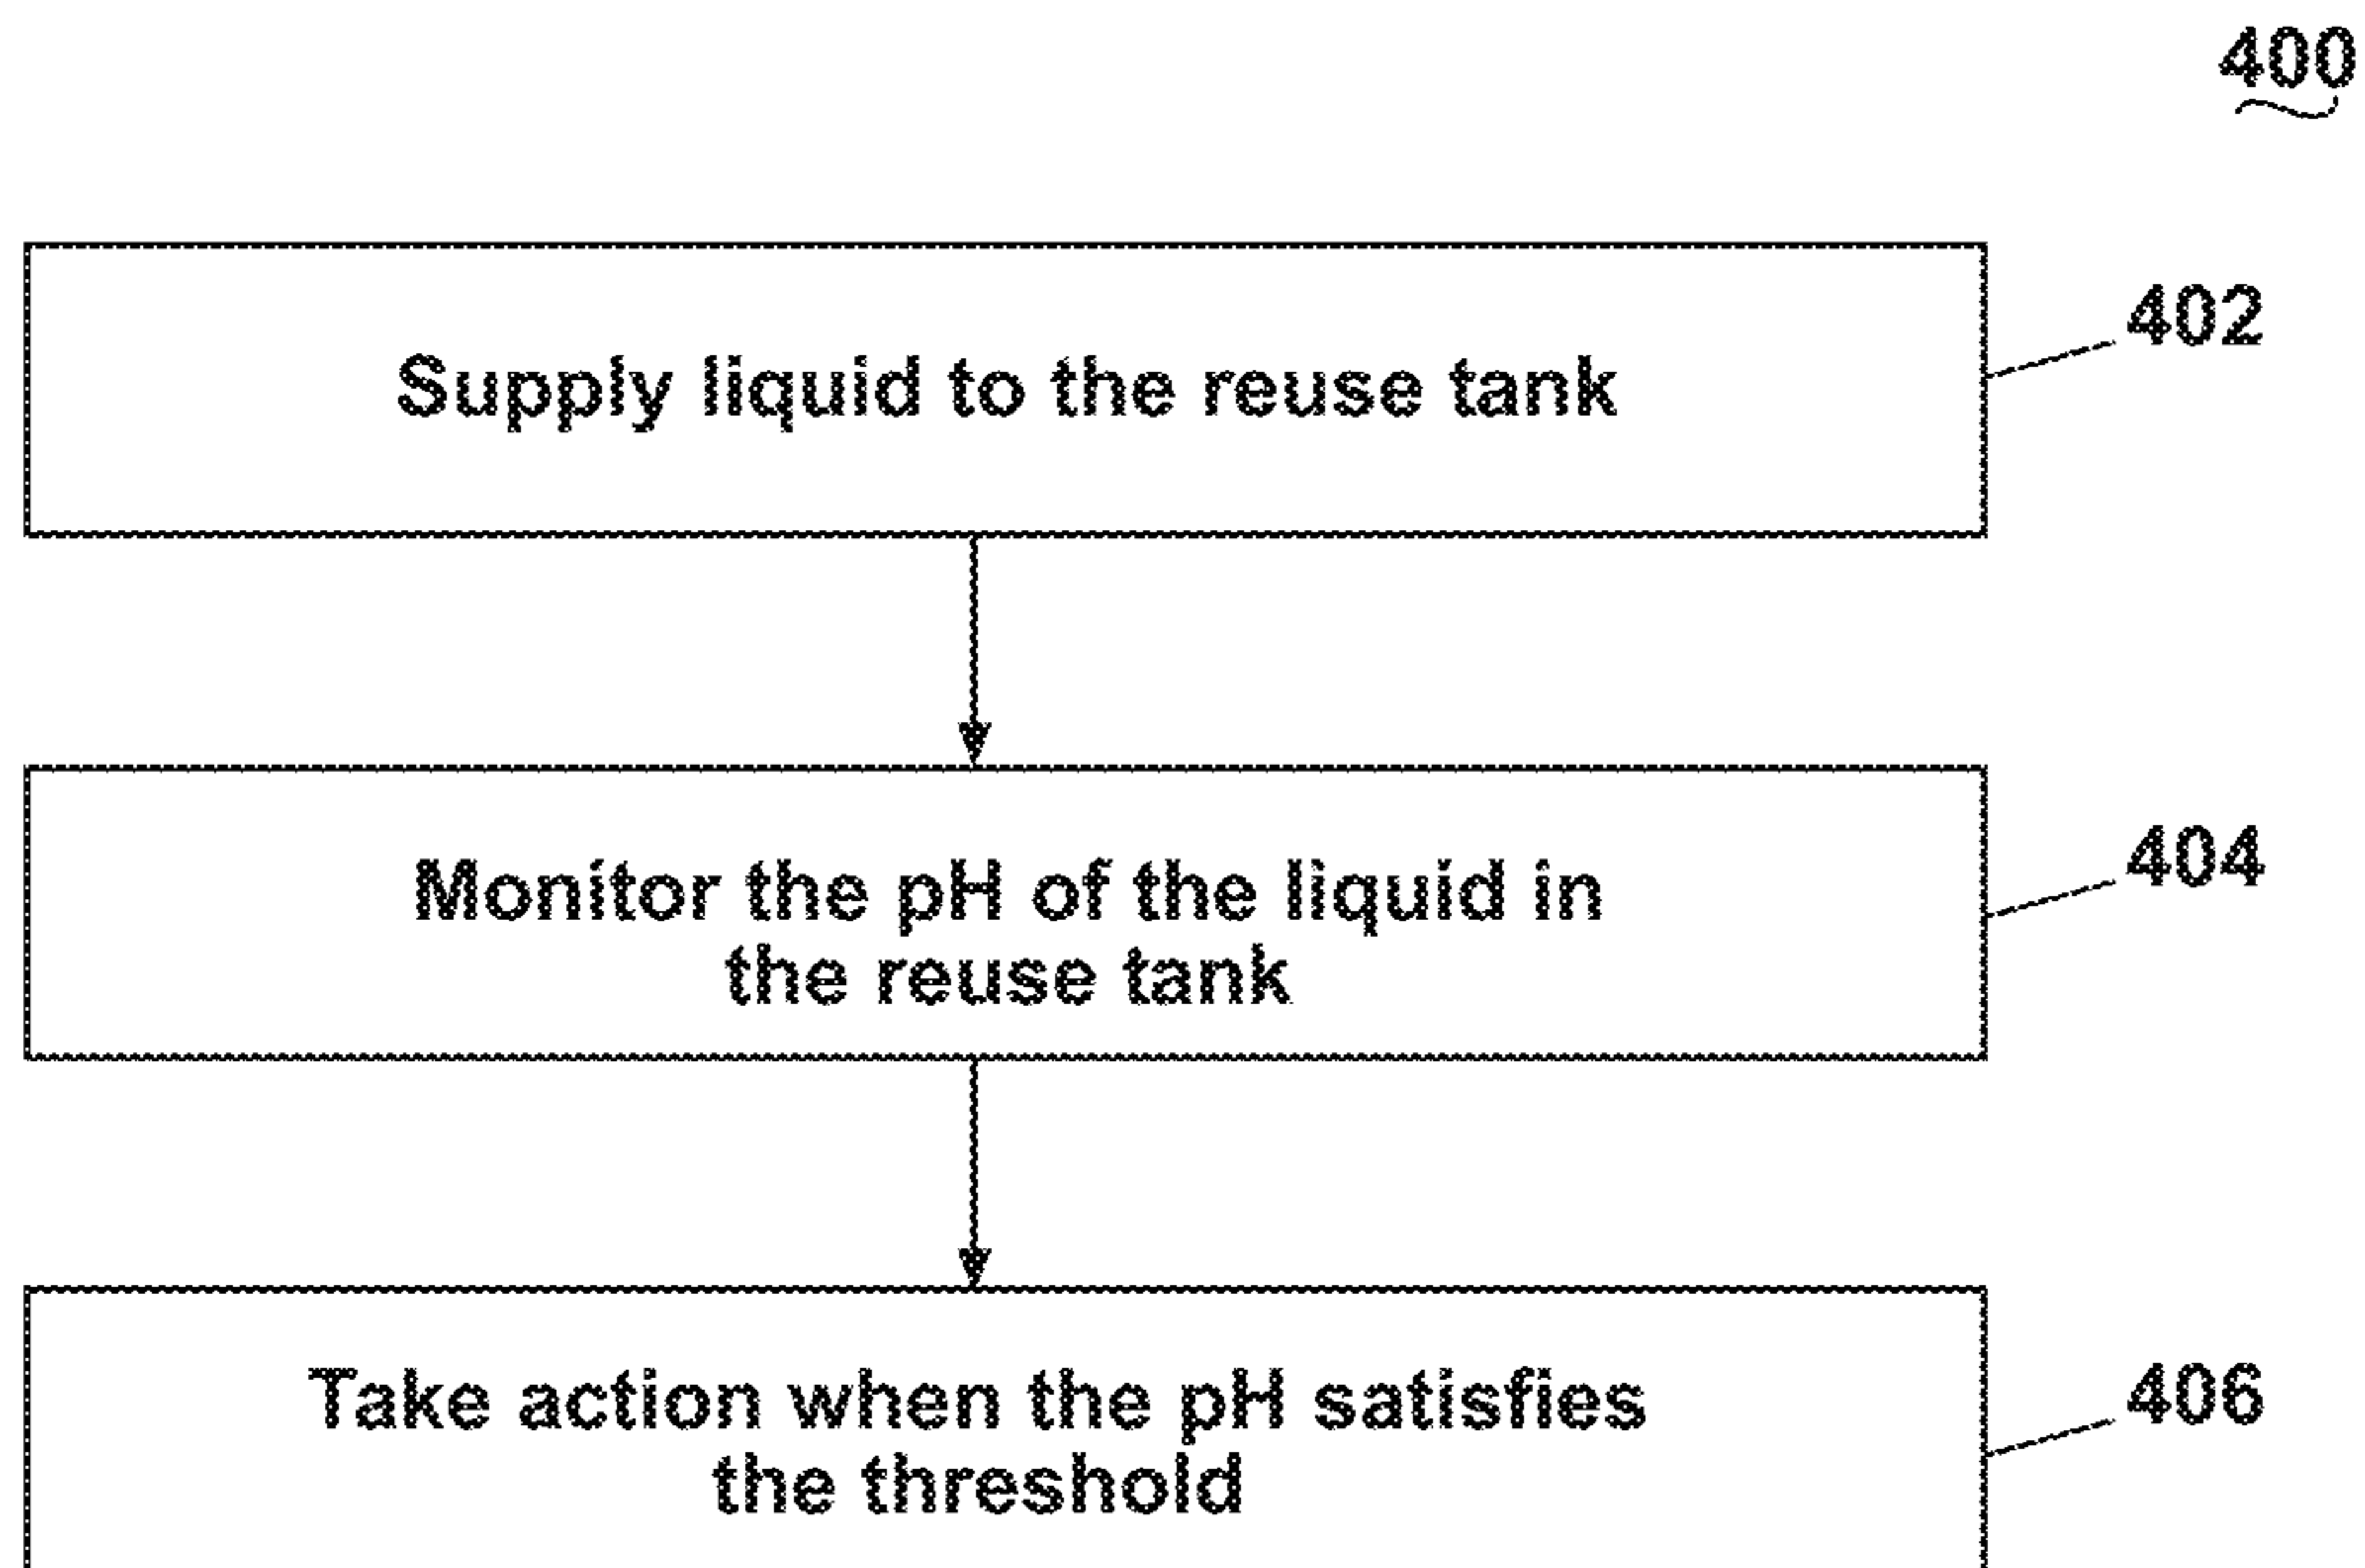 400
Supply liquid to the reuse tank
402
Monitor the pH of the liquid in
the reuse tank
404
Take action when the pH satisfies
the threshold
406